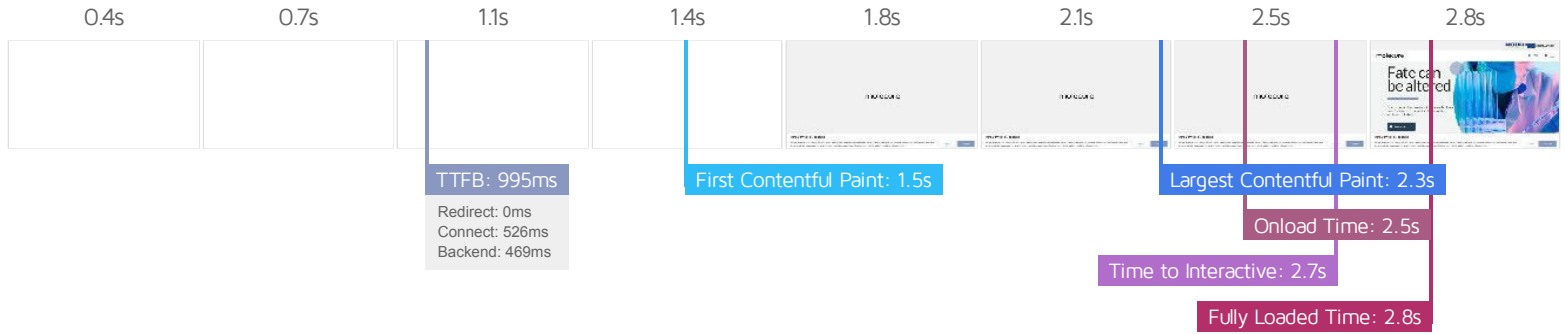 0.4s
0.7s
1.1s
1.4s
1.8s
2.1s
2.5s
2.8s
Fate can
be altered
TTFB: 995ms
Redirect: 0ms
Connect: 526ms
Backend: 469ms
First Contentful Paint: 1.5s
Largest Contentful Paint: 2.3s
Onload Time: 2.5s
Time to Interactive: 2.7s
Fully Loaded Time: 2.8s